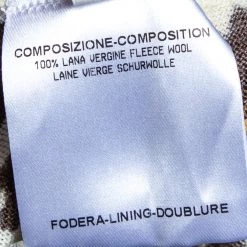 COMPOSIZIONE-COMPOSITION
100% LANA VERGINE FLEECE WOOL
LAINE VIERGE SCHURWOLLE
FODERA-LINING-DOUBLURE